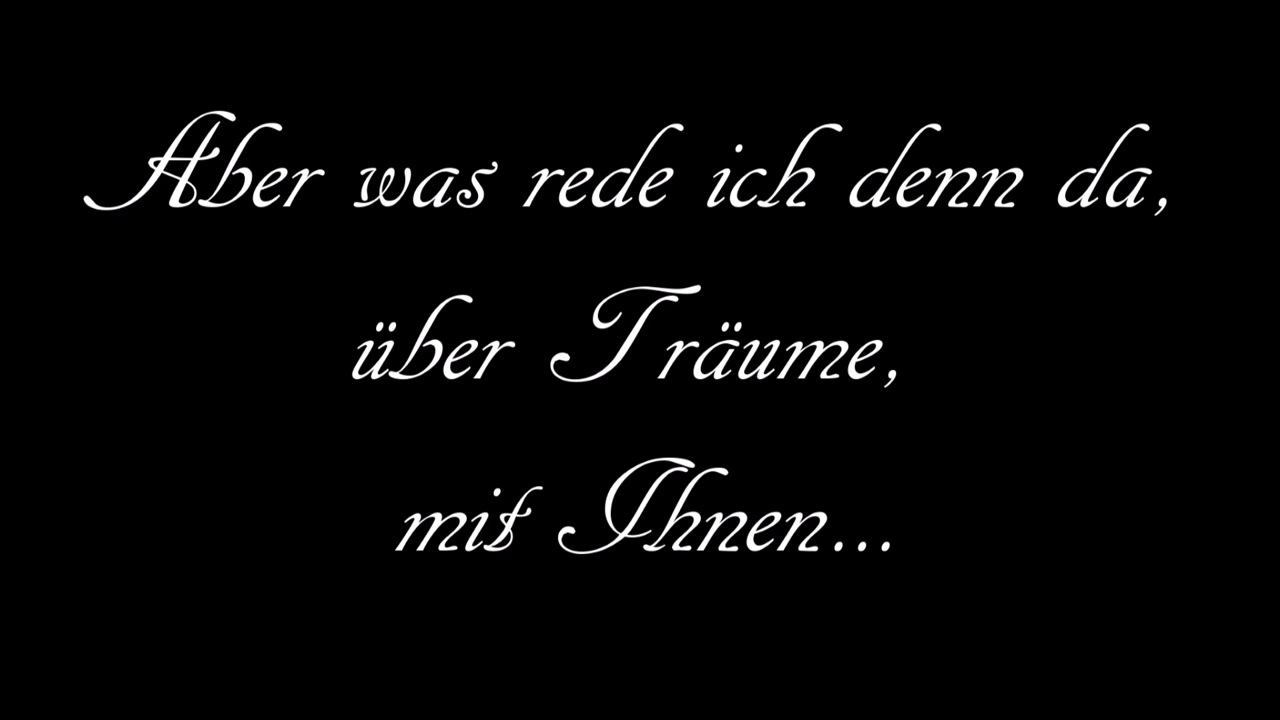 Aber was rede ich denn da,
über Träume,
mit Ihnen...